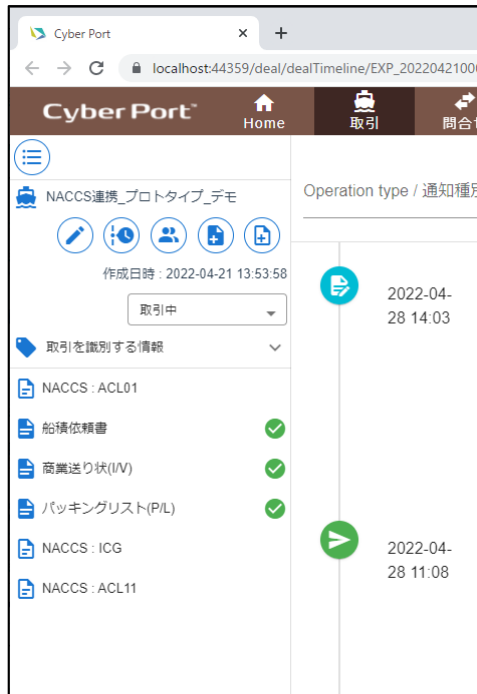 Cyber Port
localhost:44359/deal/dealTimeline/EXP_2022042100
Cyber Port™
Home
取引
問合
NACCS連携_プロトタイプ_デモ
Operation type / 通知種別
作成日時 : 2022-04-21 13:53:58
取引中
取引を識別する情報
2022-04-
28 14:03
NACCS : ACL01
船積依頼書
商業送り状(I/V)
パッキングリスト(P/L)
NACCS : ICG
NACCS : ACL11
2022-04-
28 11:08